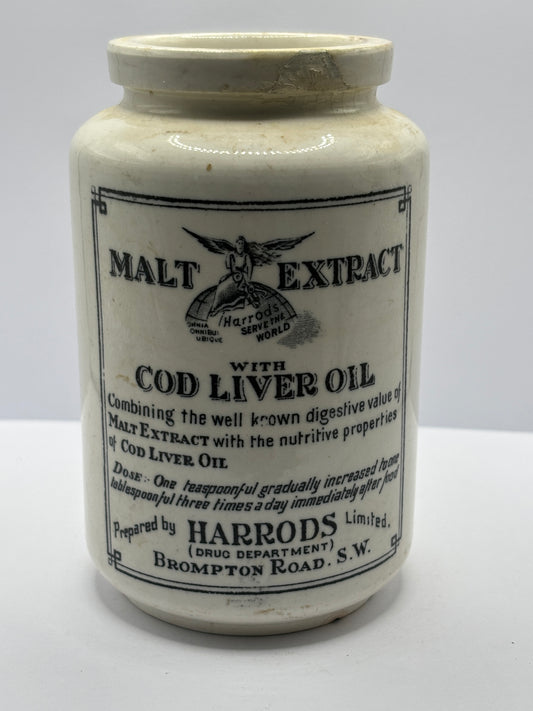 MALT EXTRACT
OMNIA
OMNIBUS
UBIQUE
Harrods
SERVE THE
WORLD
WITH
COD LIVER OIL
Combining the well known digestive value of
MALT EXTRACT with the nutritive properties
of COD LIVER OIL
DOSE:- One teaspoonful gradually increased to one
tablespoonful three times a day immediately after food
Prepared by HARRODS Limited.
(DRUG DEPARTMENT)
BROMPTON ROAD. S.W.